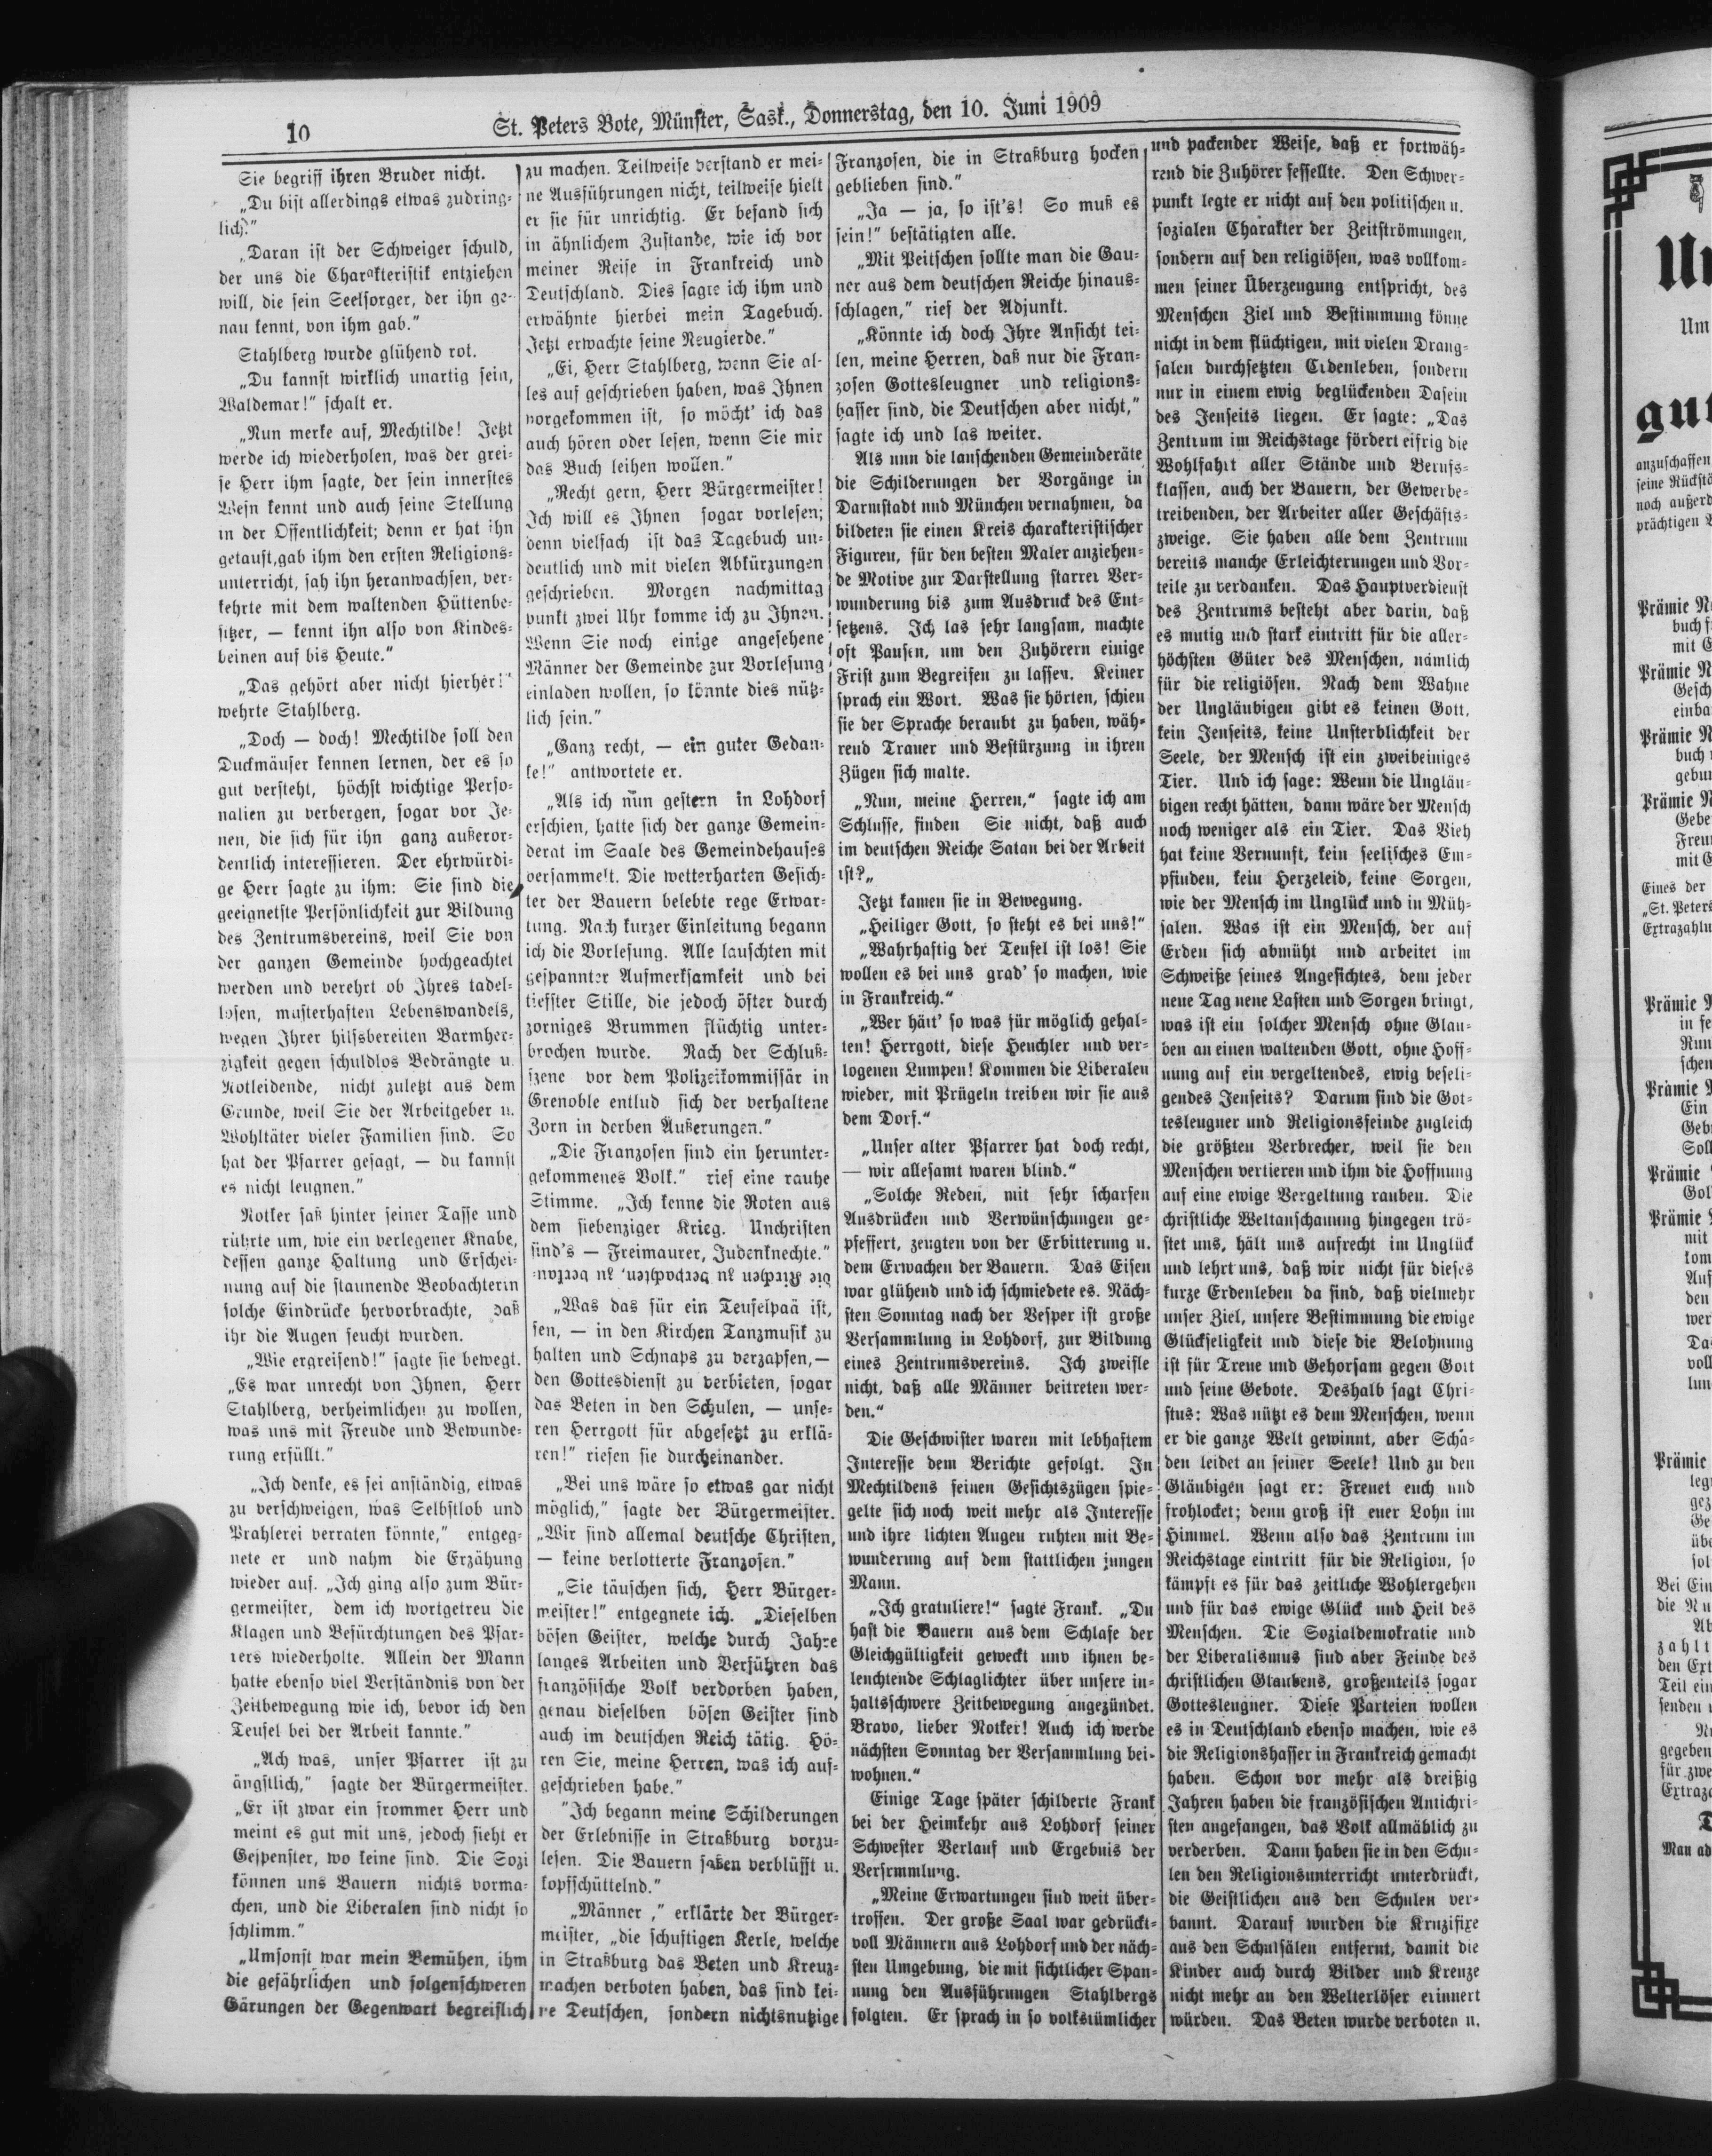 10
St. Peters Bote, Münster, Sask., Donnerstag, den 10. Juni 1909
Sie begriff ihren Bruder nicht.
„Du bist allerdings etwas zudring-
lich.“
„Daran ist der Schweiger schuld,
der uns die Charakteristik entziehen
will, die sein Seelsorger, der ihn ge-
nau kennt, von ihm gab.“
Stahlberg wurde glühend rot.
„Du kannst wirklich unartig sein,
Waldemar!“ schalt er.
„Nun merke auf, Mechtilde! Jetzt
werde ich wiederholen, was der grei-
se Herr ihm sagte, der sein innerstes
Wesn kennt und auch seine Stellung
in der Öffentlichkeit; denn er hat ihn
getauft,gab ihm den ersten Religions-
unterricht, sah ihn heranwachsen, ver-
kehrte mit dem waltenden Hüttenbe-
sitzer, — kennt ihn also von Kindes-
beinen auf bis Heute.“
„Das gehört aber nicht hierher!“
wehrte Stahlberg.
„Doch — doch! Mechtilde soll den
Duckmäuser kennen lernen, der es so
gut versteht, höchst wichtige Perso-
nalien zu verbergen, sogar vor Je-
nen, die sich für ihn ganz außeror-
dentlich interessieren. Der ehrwürdi-
ge Herr sagte zu ihm: Sie sind die
geeignetste Persönlichkeit zur Bildung
des Zentrumsvereins, weil Sie von
der ganzen Gemeinde hochgeachtet
werden und verehrt ob Ihres tadel-
losen, musterhaften Lebenswandels,
wegen Ihrer hilfsbereiten Barmher-
zigkeit gegen schuldlos Bedrängte u.
Notleidende, nicht zuletzt aus dem
Grunde, weil Sie der Arbeitgeber u.
Wohltäter vieler Familien sind. So
hat der Pfarrer gesagt, — du kannst
es nicht leugnen.“
Notker saß hinter seiner Tasse und
rührte um, wie ein verlegener Knabe,
dessen ganze Haltung und Erschei-
nung auf die staunende Beobachterin
solche Eindrücke hervorbrachte, daß
ihr die Augen feucht wurden.
„Wie ergreifend!“ sagte sie bewegt.
„Es war unrecht von Ihnen, Herr
Stahlberg, verheimlichen zu wollen,
was uns mit Freude und Bewunde-
rung erfüllt.“
„Ich denke, es sei anständig, etwas
zu verschweigen, was Selbstlob und
Prahlerei verraten könnte,“ entgeg-
nete er und nahm die Erzähung
wieder auf. „Ich ging also zum Bür-
germeister, dem ich wortgetreu die
Klagen und Befürchtungen des Pfar-
rers wiederholte. Allein der Mann
hatte ebenso viel Verständnis von der
Zeitbewegung wie ich, bevor ich den
Teufel bei der Arbeit kannte.“
„Ach was, unser Pfarrer ist zu
ängstlich,“ sagte der Bürgermeister.
„Er ist zwar ein frommer Herr und
meint es gut mit uns, jedoch sieht er
Gespenster, wo keine sind. Die Sozi
können uns Bauern nichts vorma-
chen, und die Liberalen sind nicht so
schlimm.“
„Umsonst war mein Bemühen, ihm
die gefährlichen und folgenschweren
Gärungen der Gegenwart begreiflich
zu machen. Teilweise verstand er mei-
ne Ausführungen nicht, teilweise hielt
er sie für unrichtig. Er befand sich
in ähnlichem Zustande, wie ich vor
meiner Reise in Frankreich und
Deutschland. Dies sagte ich ihm und
erwähnte hierbei mein Tagebuch.
Jetzt erwachte seine Neugierde.“
„Ei, Herr Stahlberg, wenn Sie al-
les auf geschrieben haben, was Ihnen
vorgekommen ist, so möcht' ich das
auch hören oder lesen, wenn Sie mir
das Buch leihen wollen.“
„Recht gern, Herr Bürgermeister!
Ich will es Ihnen sogar vorlesen;
denn vielfach ist das Tagebuch un-
deutlich und mit vielen Abkürzungen
geschrieben. Morgen nachmittag
punkt zwei Uhr komme ich zu Ihnen.
Wenn Sie noch einige angesehene
Männer der Gemeinde zur Vorlesung
einladen wollen, so könnte dies nütz-
lich sein.“
„Ganz recht, — ein guter Gedan-
ke!“ antwortete er.
„Als ich nun gestern in Lohdorf
erschien, hatte sich der ganze Gemein-
derat im Saale des Gemeindehauses
versammelt. Die wetterharten Gesich-
ter der Bauern belebte rege Erwar-
tung. Nach kurzer Einleitung begann
ich die Vorlesung. Alle lauschten mit
gespannter Aufmerksamkeit und bei
tiefster Stille, die jedoch öfter durch
zorniges Brummen flüchtig unter-
brochen wurde. Nach der Schluß-
szene vor dem Polizeikommissär in
Grenoble entlud sich der verhaltene
Zorn in derben Äußerungen.“
„Die Franzosen sind ein herunter-
gekommenes Volk.“ rief eine rauhe
Stimme. „Ich kenne die Roten aus
dem siebenziger Krieg. Unchristen
sind's — Freimaurer, Judenknechte.“
die Kirchen zu verpachten, zu verkau-
„Was das für ein Teufelpaä ist,
sen, — in den Kirchen Tanzmusik zu
halten und Schnaps zu verzapfen,—
den Gottesdienst zu verbieten, sogar
das Beten in den Schulen, — unse-
ren Herrgott für abgesetzt zu erklä-
ren!“ riefen sie durcheinander.
„Bei uns wäre so etwas gar nicht
möglich,“ sagte der Bürgermeister.
„Wir sind allemal deutsche Christen,
— keine verlotterte Franzosen.“
„Sie täuschen sich, Herr Bürger-
meister!“ entgegnete ich. „Dieselben
bösen Geister, welche durch Jahre
langes Arbeiten und Verführen das
französische Volk verdorben haben,
genau dieselben bösen Geister sind
auch im deutschen Reich tätig. Hö-
ren Sie, meine Herren, was ich auf-
geschrieben habe.“
"Ich begann meine Schilderungen
der Erlebnisse in Straßburg vorzu-
lesen. Die Bauern saßen verblüfft u.
kopfschüttelnd.“
„Männer ,“ erklärte der Bürger-
meister, „die schuftigen Kerle, welche
in Straßburg das Beten und Kreuz-
machen verboten haben, das sind kei-
re Deutschen, sondern nichtsnutzige
Franzosen, die in Straßburg hocken
geblieben sind.“
„Ja — ja, so ist's! So muß es
sein!“ bestätigten alle.
„Mit Peitschen sollte man die Gau-
ner aus dem deutschen Reiche hinaus-
schlagen,“ rief der Adjunkt.
„Könnte ich doch Ihre Ansicht tei-
len, meine Herren, daß nur die Fran-
zosen Gottesleugner und religions-
hasser sind, die Deutschen aber nicht,“
sagte ich und las weiter.
Als nun die lauschenden Gemeinderäte
die Schilderungen der Vorgänge in
Darmstadt und München vernahmen, da
bildeten sie einen Kreis charakteristischer
Figuren, für den besten Maler anziehen-
de Motive zur Darstellung starrer Ver-
wunderung bis zum Ausdruck des Ent-
setzens. Ich las sehr langsam, machte
oft Pausen, um den Zuhörern einige
Frist zum Begreifen zu lassen. Keiner
sprach ein Wort. Was sie hörten, schien
sie der Sprache beraubt zu haben, wäh-
rend Trauer und Bestürzung in ihren
Zügen sich malte.
„Nun, meine Herren,“ sagte ich am
Schlusse, finden Sie nicht, daß auch
im deutschen Reiche Satan bei der Arbeit
ist?„
Jetzt kamen sie in Bewegung.
„Heiliger Gott, so steht es bei uns!“
„Wahrhaftig der Teufel ist los! Sie
wollen es bei uns grad' so machen, wie
in Frankreich.“
„Wer hätt' so was für möglich gehal-
ten! Herrgott, diese Heuchler und ver-
logenen Lumpen! Kommen die Liberalen
wieder, mit Prügeln treiben wir sie aus
dem Dorf.“
„Unser alter Pfarrer hat doch recht,
— wir allesamt waren blind.“
„Solche Reden, mit sehr scharfen
Ausdrücken und Verwünschungen ge-
pfeffert, zeugten von der Erbitterung u.
dem Erwachen der Bauern. Das Eisen
war glühend und ich schmiedete es. Näch-
sten Sonntag nach der Vesper ist große
Versammlung in Lohdorf, zur Bildung
eines Zentrumsvereins. Ich zweifle
nicht, daß alle Männer beitreten wer-
den.“
Die Geschwister waren mit lebhaftem
Interesse dem Berichte gefolgt. In
Mechtildens feinen Gesichtszügen spie-
gelte sich noch weit mehr als Interesse
und ihre lichten Augen ruhten mit Be-
wunderung auf dem stattlichen jungen
Mann.
„Ich gratuliere!“ sagte Frank. „Du
hast die Bauern aus dem Schlafe der
Gleichgültigkeit geweckt unv ihnen be-
leuchtende Schlaglichter über unsere in-
haltsschwere Zeitbewegung angezündet.
Bravo, lieber Notker! Auch ich werde
nächsten Sonntag der Versammlung bei-
wohnen.“
Einige Tage später schilderte Frank
bei der Heimkehr aus Lohdorf seiner
Schwester Verlauf und Ergebnis der
Versrmmlung.
„Meine Erwartungen sind weit über-
troffen. Der große Saal war gedrückt-
voll Männern aus Lohdorf und der näch-
sten Umgebung, die mit sichtlicher Span-
nung den Ausführungen Stahlbergs
folgten. Er sprach in so volkstümlicher
und packender Weise, daß er fortwäh-
rend die Zuhörer fesselte. Den Schwer-
punkt legte er nicht auf den politischen u.
sozialen Charakter der Zeitströmungen,
sondern auf den religiösen, was vollkom-
men seiner Überzeugung entspricht, des
Menschen Ziel und Bestimmung könne
nicht in dem flüchtigen, mit vielen Drang-
salen durchsetzten Erdenleben, sondern
nur in einem ewig beglückenden Dasein
des Jenseits liegen. Er sagte: „Das
Zentrum im Reichstage fördert eifrig die
Wohlfahrt aller Stände und Berufs-
klassen, auch der Bauern, der Gewerbe-
treibenden, der Arbeiter aller Geschäfts-
zweige. Sie haben alle dem Zentrum
bereits manche Erleichterungen und Vor-
teile zu verdanken. Das Hauptverdienst
des Zentrums besteht aber darin, daß
es mutig und stark eintritt für die aller-
höchsten Güter des Menschen, nämlich
für die religiösen. Nach dem Wahne
der Ungläubigen gibt es keinen Gott,
kein Jenseits, keine Unsterblichkeit der
Seele, der Mensch ist ein zweibeiniges
Tier. Und ich sage: Wenn die Ungläu-
bigen recht hätten, dann wäre der Mensch
noch weniger als ein Tier. Das Vieh
hat keine Vernunft, kein seelisches Em-
pfinden, kein Herzeleid, keine Sorgen,
wie der Mensch im Unglück und in Müh-
salen. Was ist ein Mensch, der auf
Erden sich abmüht und arbeitet im
Schweiße seines Angesichtes, dem jeder
neue Tag neue Lasten und Sorgen bringt,
was ist ein solcher Mensch ohne Glau-
ben an einen waltenden Gott, ohne Hoff-
nung auf ein vergeltendes, ewig beseli-
gendes Jenseits? Darum sind die Got-
tesleugner und Religionsfeinde zugleich
die größten Verbrecher, weil sie den
Menschen vertieren und ihm die Hoffnung
auf eine ewige Vergeltung rauben. Die
christliche Weltanschauung hingegen trö-
stet uns, hält uns aufrecht im Unglück
und lehrt uns, daß wir nicht für dieses
kurze Erdenleben da sind, daß vielmehr
unser Ziel, unsere Bestimmung die ewige
Glückseligkeit und diese die Belohnung
ist für Treue und Gehorsam gegen Gott
und seine Gebote. Deshalb sagt Chri-
stus: Was nützt es dem Menschen, wenn
er die ganze Welt gewinnt, aber Scha-
den leidet an seiner Seele! Und zu den
Gläubigen sagt er: Freuet euch und
frohlocket; denn groß ist euer Lohn im
Himmel. Wenn also das Zentrum im
Reichstage eintritt für die Religion, so
kämpft es für das zeitliche Wohlergehen
und für das ewige Glück und Heil des
Menschen. Die Sozialdemokratie und
der Liberalismus sind aber Feinde des
christlichen Glaubens, großenteils sogar
Gottesleugner. Diese Parteien wollen
es in Deutschland ebenso machen, wie es
die Religionshasser in Frankreich gemacht
haben. Schon vor mehr als dreißig
Jahren haben die französischen Antichri-
sten angefangen, das Volk allmählich zu
verderben. Dann haben sie in den Schu-
len den Religionsunterricht unterdrückt,
die Geistlichen aus den Schulen ver-
bannt. Darauf wurden die Kruzifixe
aus den Schulsälen entfernt, damit die
Kinder auch durch Bilder und Kreuze
nicht mehr an den Welterlöser erinnert
würden. Das Beten wurde verboten u.